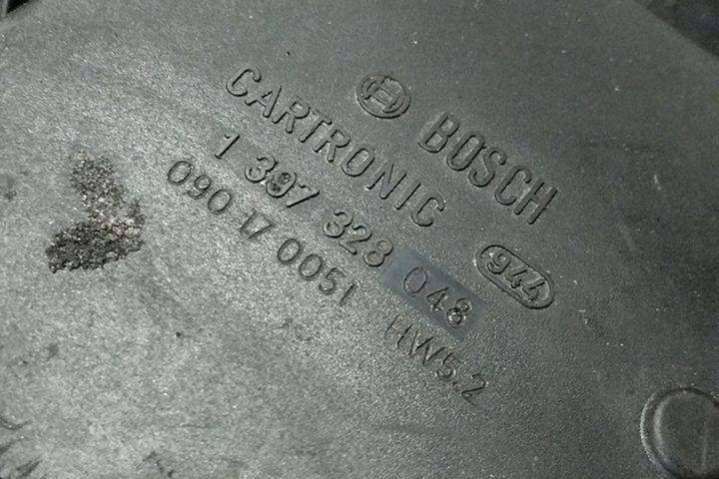 BOSCH
CARTRONIC
944
1 397 328 048
090 17 0051 HW5.2